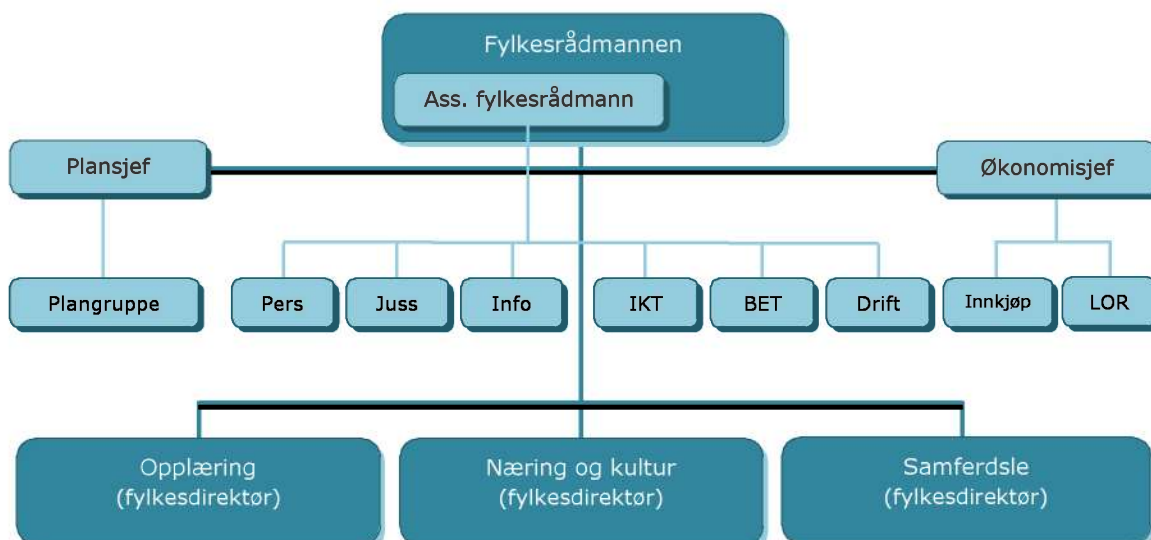 Fylkesrådmannen
Ass. fylkesrådmann
Plansjef
Økonomisjef
Plangruppe
Pers
Juss
Info
IKT
BET
Drift
Innkjøp
LOR
Opplæring
(fylkesdirektør)
Næring og kultur
(fylkesdirektør)
Samferdsle
(fylkesdirektør)